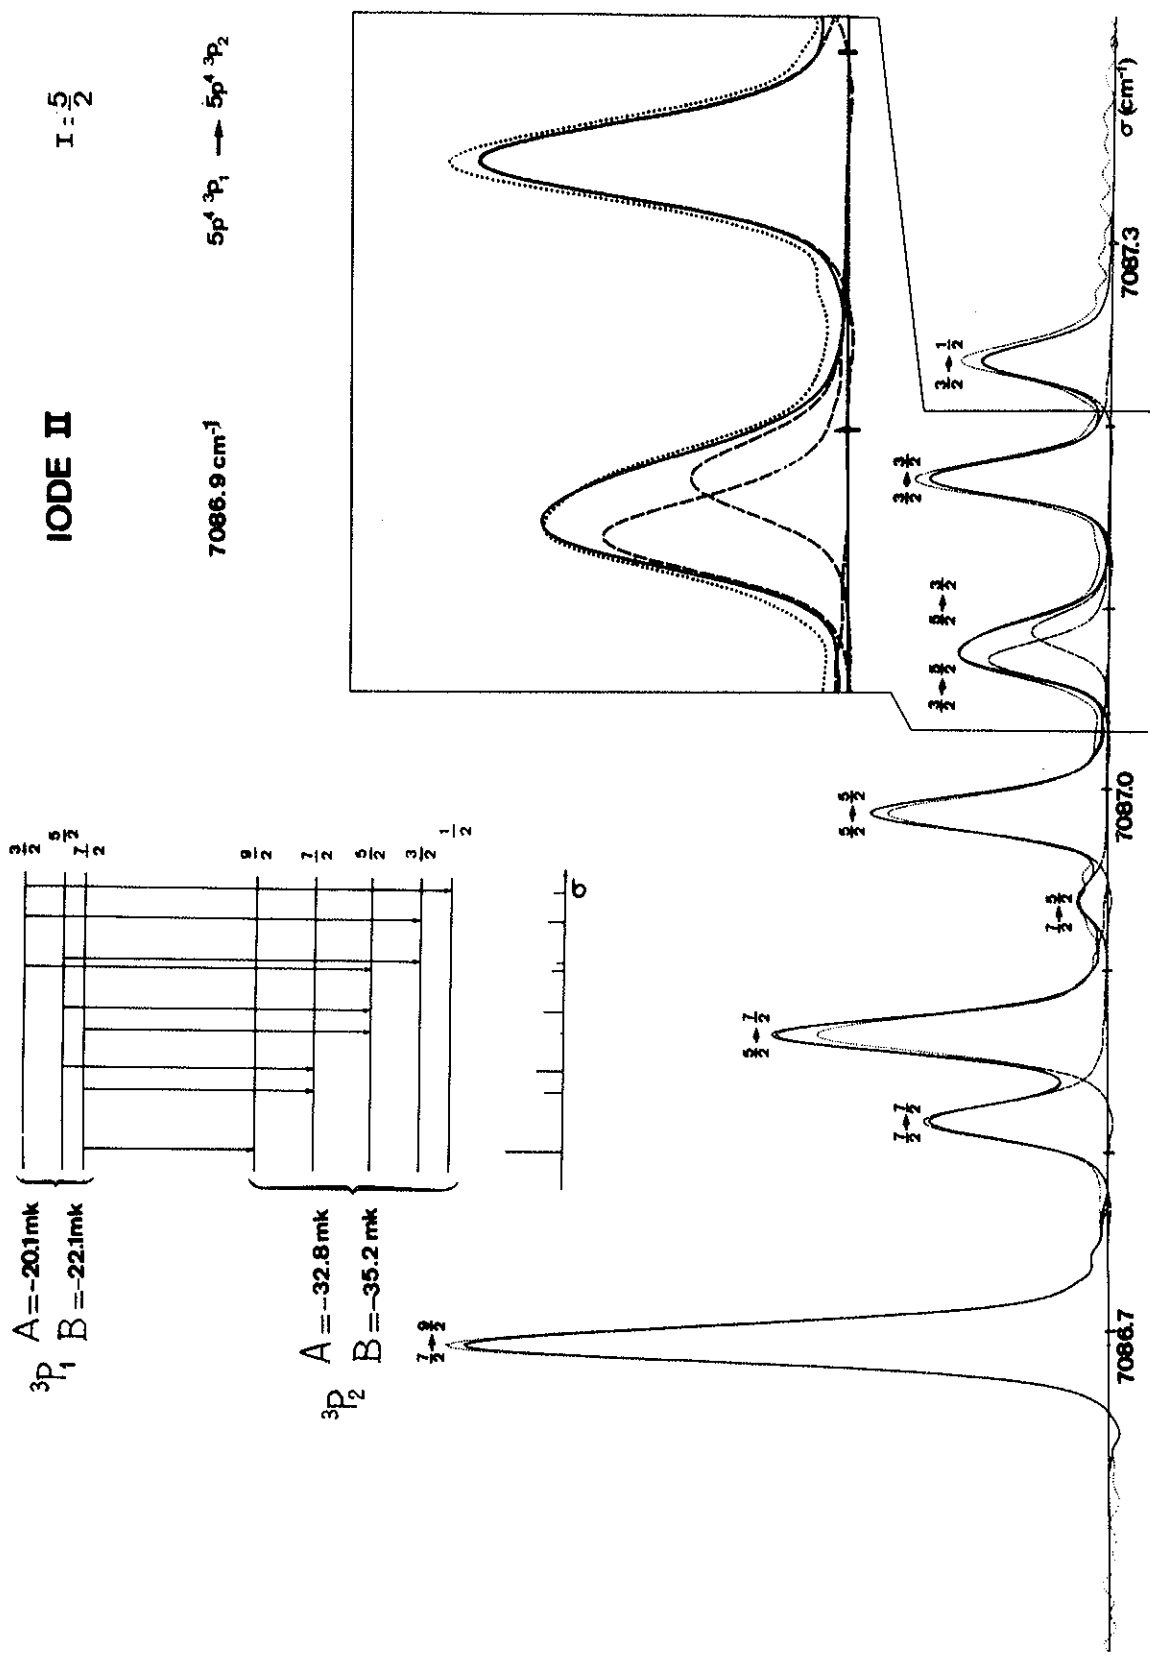 IODE II
I = 5/2
7086.9 cm⁻¹
5p⁴ ³P₁ → 5p⁴ ³P₂
³P₁
A = -20.1 mk
B = -22.1 mk
3/2
5/2
7/2
³P₂
A = -32.8 mk
B = -35.2 mk
9/2
7/2
5/2
3/2
1/2
σ
7/2 → 9/2
7/2 → 7/2
5/2 → 7/2
7/2 → 5/2
5/2 → 5/2
3/2 → 5/2
5/2 → 3/2
3/2 → 3/2
3/2 → 1/2
7086.7
7087.0
7087.3
σ (cm⁻¹)